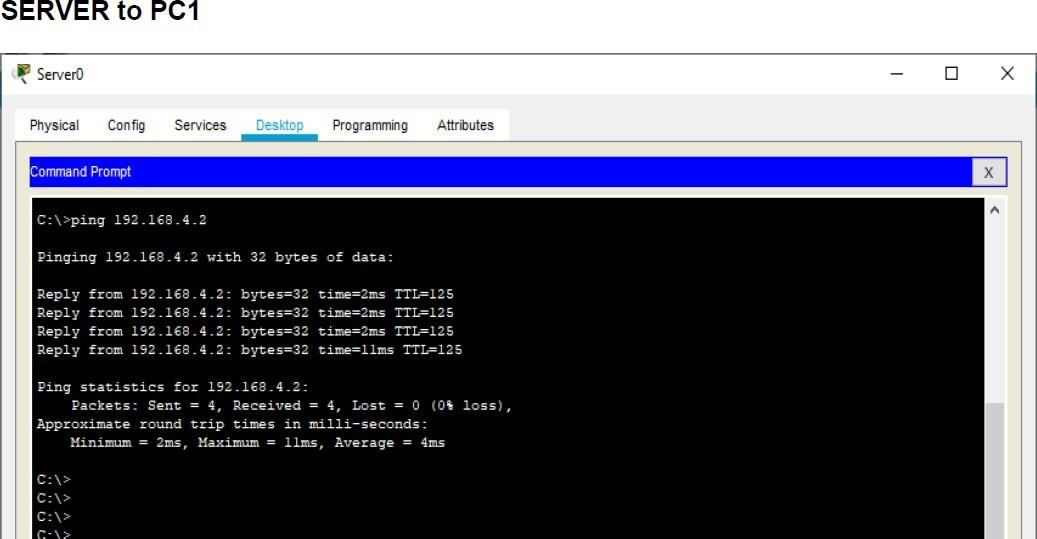 SERVER to PC1
Server0
Physical Config Services Desktop Programming Attributes
Command Prompt
X
C:\>ping 192.168.4.2
Pinging 192.168.4.2 with 32 bytes of data:
Reply from 192.168.4.2: bytes=32 time=2ms TTL=125
Reply from 192.168.4.2: bytes=32 time=2ms TTL=125
Reply from 192.168.4.2: bytes=32 time=2ms TTL=125
Reply from 192.168.4.2: bytes=32 time=11ms TTL=125
Ping statistics for 192.168.4.2:
Packets: Sent = 4, Received = 4, Lost = 0 (0% loss),
Approximate round trip times in milli-seconds:
Minimum = 2ms, Maximum = 11ms, Average = 4ms
C:\>
C:\>
C:\>
C:\>